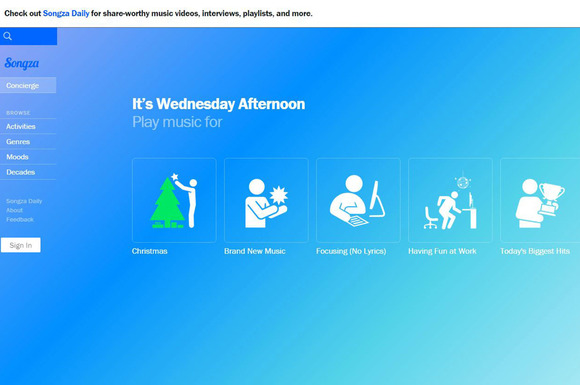 Check out Songza Daily for share-worthy music videos, interviews, playlists, and more.
Songza
Concierge
BROWSE
Activities
Genres
Moods
Decades
Songza Daily
About
Feedback
Sign In
It's Wednesday Afternoon
Play music for
Christmas
Brand New Music
Focusing (No Lyrics)
Having Fun at Work
Today's Biggest Hits